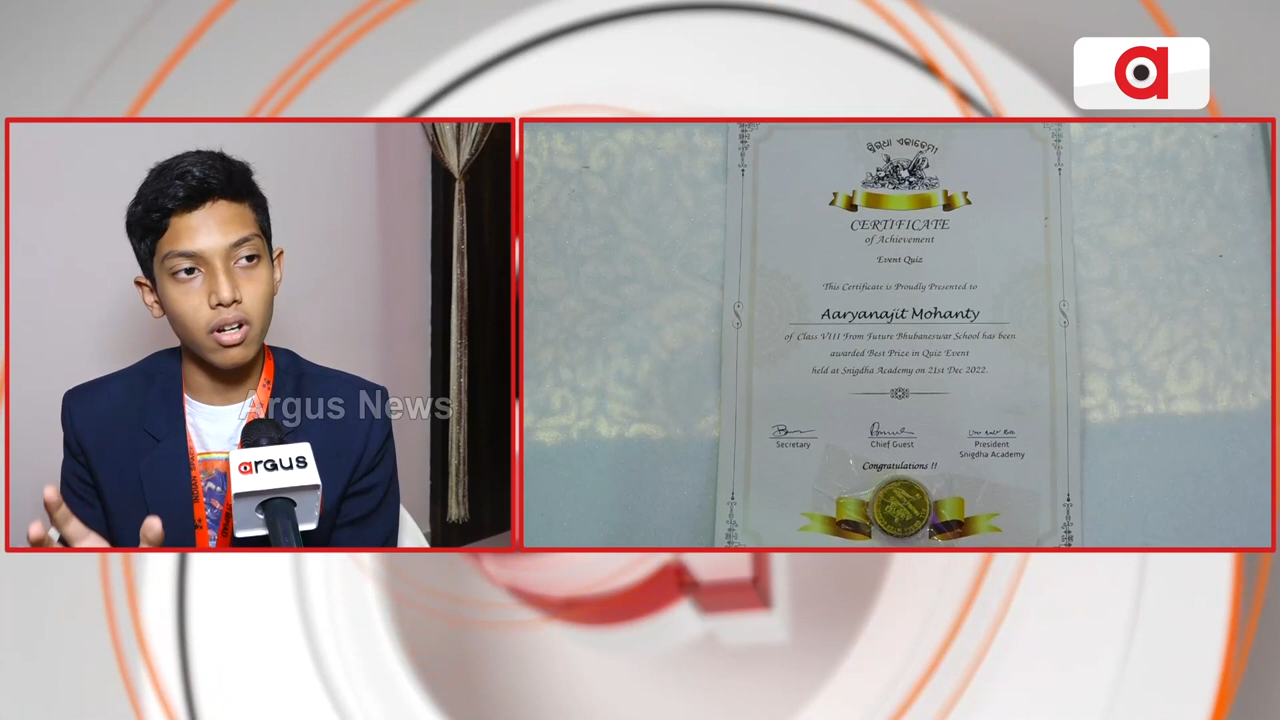 Argus News
aRGUS
ସ୍ନିଗ୍ଧା ଏକାଡେମୀ
CERTIFICATE
of Achievement
Event Quiz
This Certificate is Proudly Presented to
Aaryanajit Mohanty
of Class VIII From Future Bhubaneswar School has been
awarded Best Prize in Quiz Event
held at Snigdha Academy on 21st Dec 2022.
Secretary
Chief Guest
President
Snigdha Academy
Congratulations !!